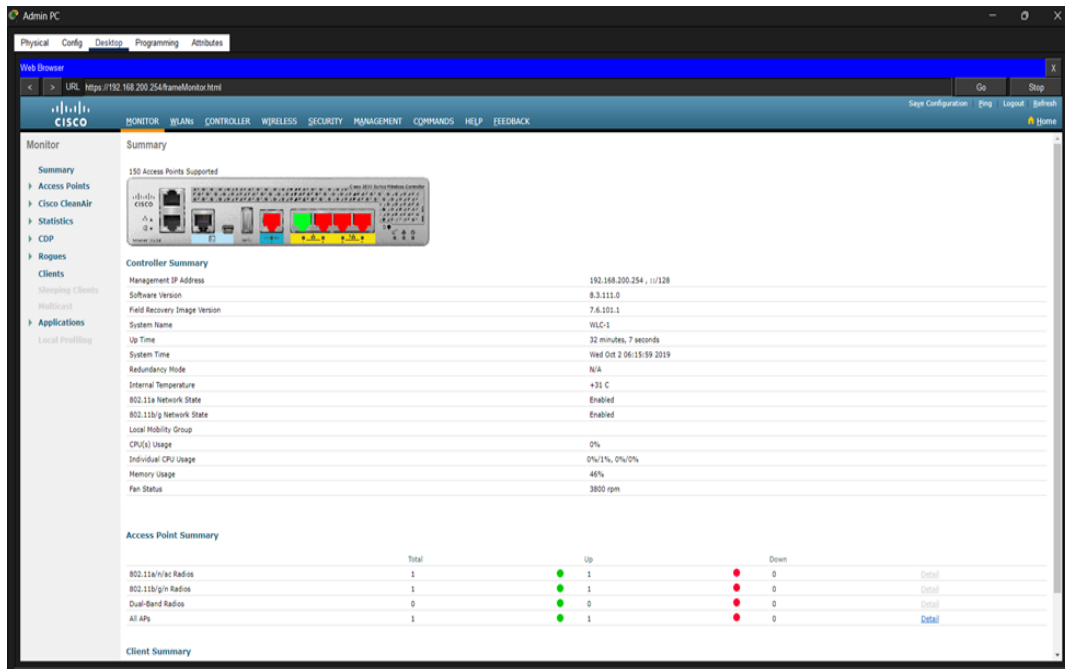 Admin PC
Physical Config Desktop Programming Attributes
Web Browser X
< > URL https://192.168.200.254/frameMonitor.html Go Stop
Save Configuration Ping Logout Refresh
CISCO MONITOR WLANs CONTROLLER WIRELESS SECURITY MANAGEMENT COMMANDS HELP FEEDBACK Home
Monitor
Summary
Access Points
Cisco CleanAir
Statistics
CDP
Rogues
Clients
Sleeping Clients
Multicast
Applications
Local Profiling
Summary
150 Access Points Supported
CISCO
Controller Summary
Management IP Address 192.168.200.254 , ::/128
Software Version 8.3.111.0
Field Recovery Image Version 7.6.101.1
System Name WLC-1
Up Time 32 minutes, 7 seconds
System Time Wed Oct 2 06:15:59 2019
Redundancy Mode N/A
Internal Temperature +31 C
802.11a Network State Enabled
802.11b/g Network State Enabled
Local Mobility Group
CPU(s) Usage 0%
Individual CPU Usage 0%/1%, 0%/0%
Memory Usage 46%
Fan Status 3800 rpm
Access Point Summary
Total Up Down
802.11a/n/ac Radios 1 1 0 Detail
802.11b/g/n Radios 1 1 0 Detail
Dual-Band Radios 0 0 0 Detail
All APs 1 1 0 Detail
Client Summary